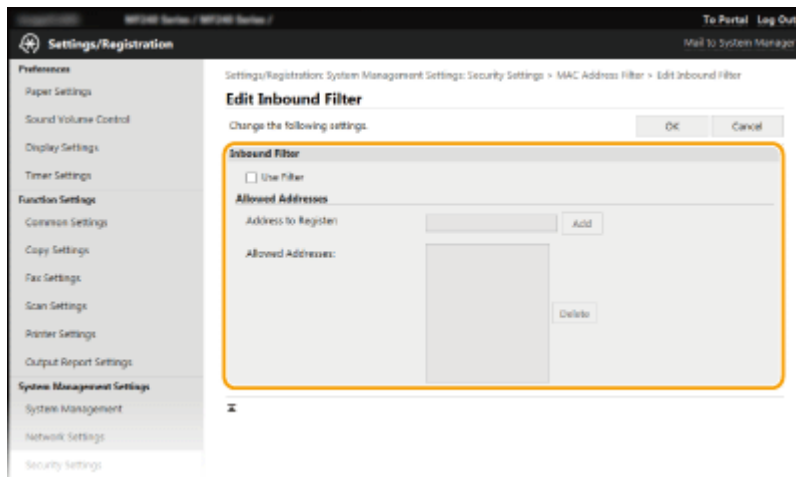 MF240 Series / MF240 Series /
To Portal Log Out
Settings/Registration
Mail to System Manager
Preferences
Paper Settings
Sound Volume Control
Display Settings
Timer Settings
Function Settings
Common Settings
Copy Settings
Fax Settings
Scan Settings
Printer Settings
Output Report Settings
System Management Settings
System Management
Network Settings
Security Settings
Settings/Registration: System Management Settings: Security Settings > MAC Address Filter > Edit Inbound Filter
Edit Inbound Filter
Change the following settings.
OK
Cancel
Inbound Filter
Use Filter
Allowed Addresses
Address to Register:
Add
Allowed Addresses:
Delete